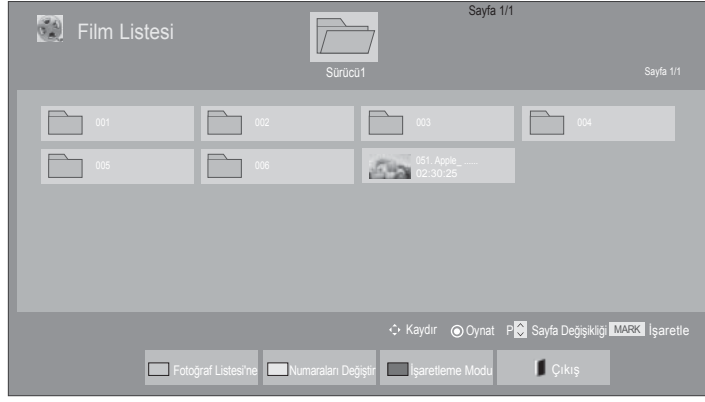 Sayfa 1/1
Film Listesi
Sürücü1
Sayfa 1/1
001
002
003
004
005
006
051. Apple_ ......
02:30:25
Kaydır
Oynat
P Sayfa Değişikliği
MARK İşaretle
Fotoğraf Listesi'ne
Numaraları Değiştir
İşaretleme Modu
Çıkış